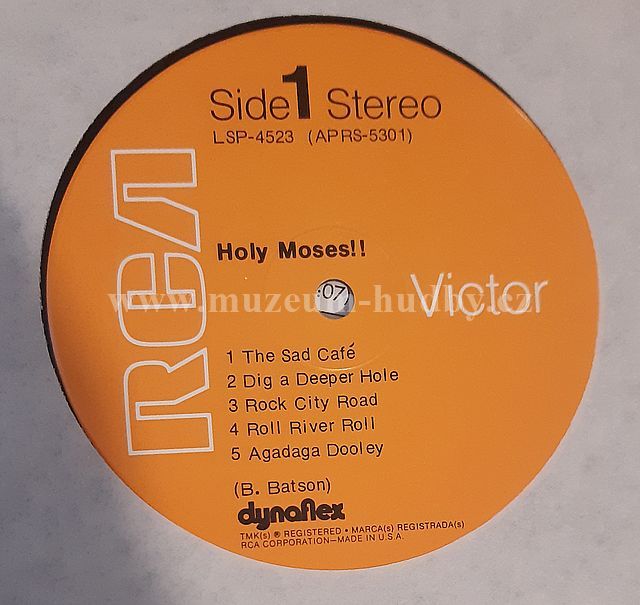 Side 1 Stereo
LSP-4523 (APRS-5301)
RCA
Holy Moses!!
:07
Victor
www.muzeum-hudby.cz
1 The Sad Café
2 Dig a Deeper Hole
3 Rock City Road
4 Roll River Roll
5 Agadaga Dooley
(B. Batson)
dynaflex
TMK(s) ® REGISTERED • MARCA(s) REGISTRADA(s)
RCA CORPORATION—MADE IN U.S.A.